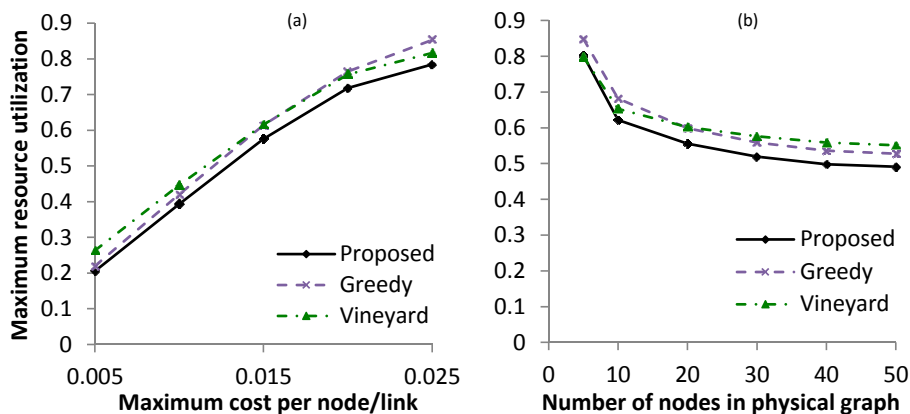 (a)
Maximum resource utilization
0.9
0.8
0.7
0.6
0.5
0.4
0.3
0.2
0.1
0
0.005
0.015
0.025
Maximum cost per node/link
Proposed
Greedy
Vineyard
(b)
0.9
0.8
0.7
0.6
0.5
0.4
0.3
0.2
0.1
0
0
10
20
30
40
50
Number of nodes in physical graph
Proposed
Greedy
Vineyard